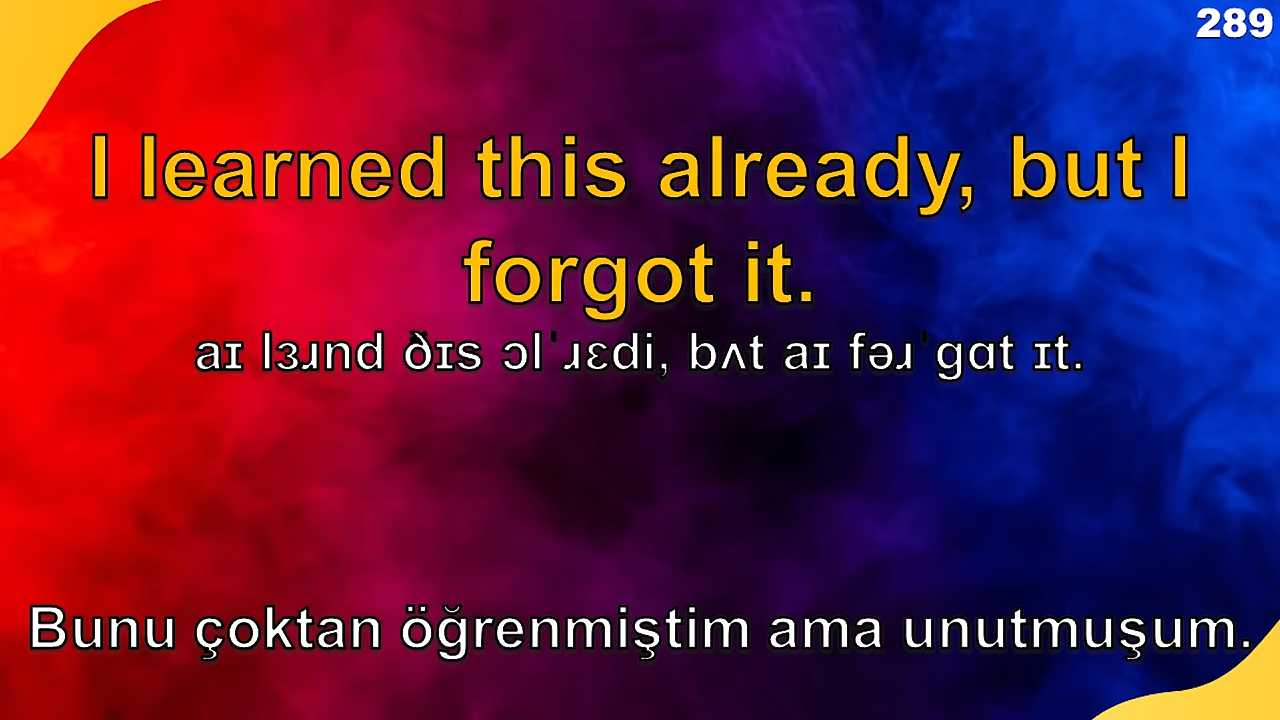 289
I learned this already, but I
forgot it.
aɪ lɜɹnd ðɪs ɔlˈɹɛdi, bʌt aɪ fəɹˈgɑt ɪt.
Bunu çoktan öğrenmiştim ama unutmuşum.